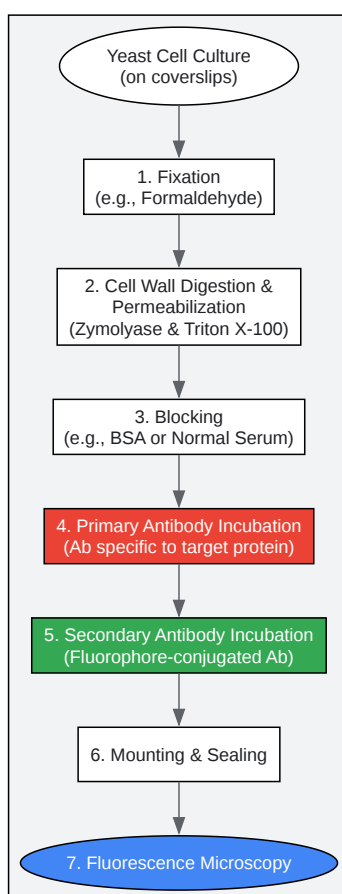 Yeast Cell Culture
(on coverslips)
1. Fixation
(e.g., Formaldehyde)
2. Cell Wall Digestion &
Permeabilization
(Zymolyase & Triton X-100)
3. Blocking
(e.g., BSA or Normal Serum)
4. Primary Antibody Incubation
(Ab specific to target protein)
5. Secondary Antibody Incubation
(Fluorophore-conjugated Ab)
6. Mounting & Sealing
7. Fluorescence Microscopy